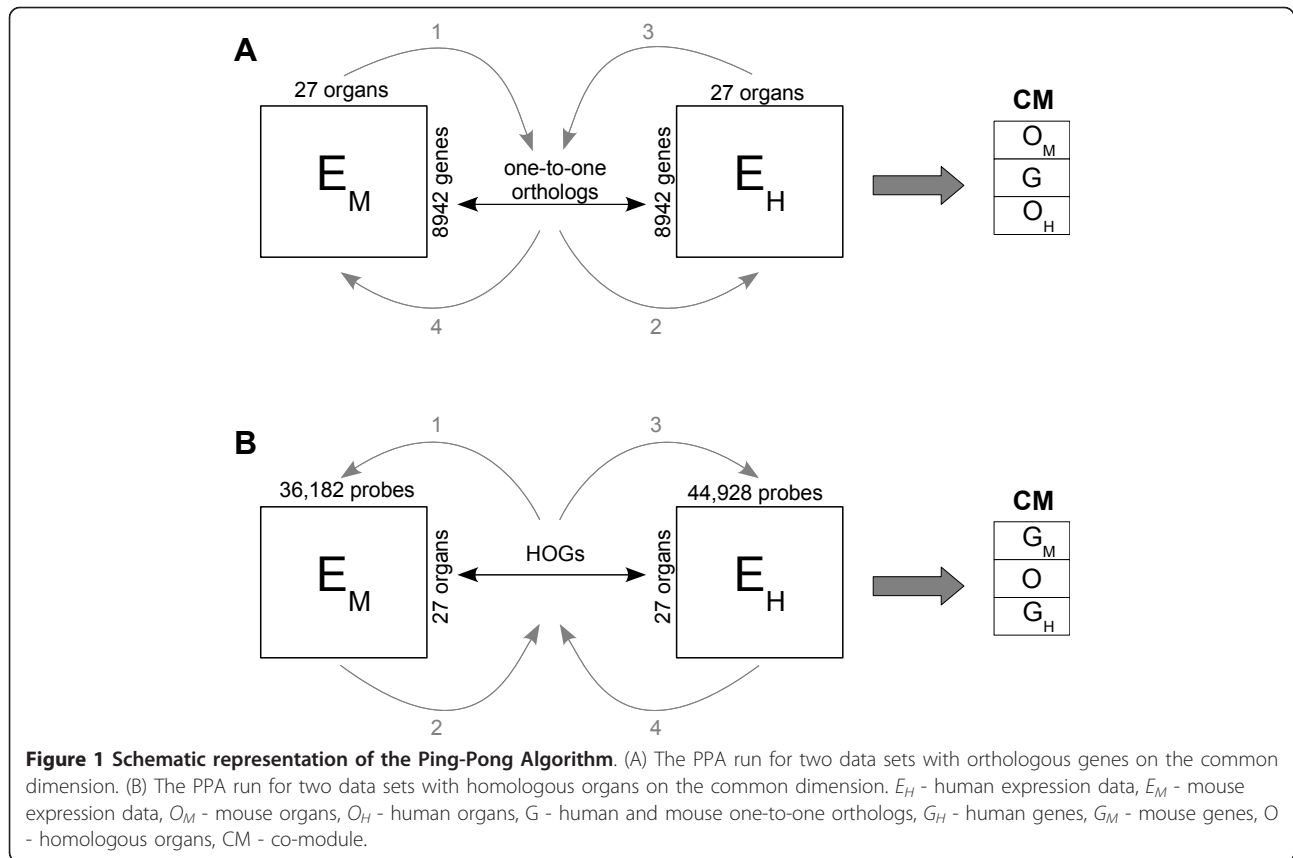 A
1
3
27 organs
27 organs
CM
E_M
8942 genes
one-to-one
orthologs
8942 genes
E_H
O_M
G
O_H
4
2
B
1
3
36,182 probes
44,928 probes
CM
E_M
27 organs
HOGs
27 organs
E_H
G_M
O
G_H
2
4
Figure 1 Schematic representation of the Ping-Pong Algorithm. (A) The PPA run for two data sets with orthologous genes on the common
dimension. (B) The PPA run for two data sets with homologous organs on the common dimension. E_H - human expression data, E_M - mouse
expression data, O_M - mouse organs, O_H - human organs, G - human and mouse one-to-one orthologs, G_H - human genes, G_M - mouse genes, O
- homologous organs, CM - co-module.